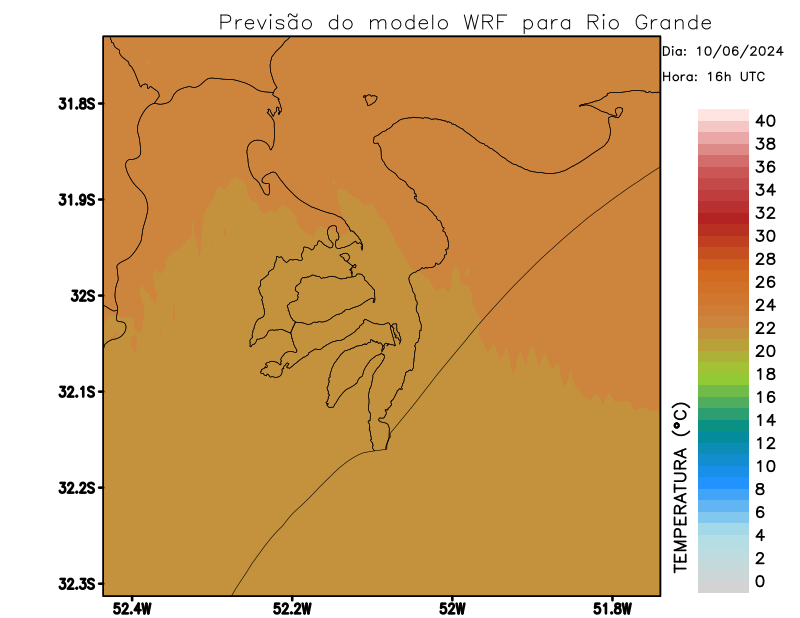 Previsão do modelo WRF para Rio Grande
Dia: 10/06/2024
Hora: 16h UTC
31.8S
31.9S
32S
32.1S
32.2S
32.3S
52.4W
52.2W
52W
51.8W
TEMPERATURA (°C)
40
38
36
34
32
30
28
26
24
22
20
18
16
14
12
10
8
6
4
2
0